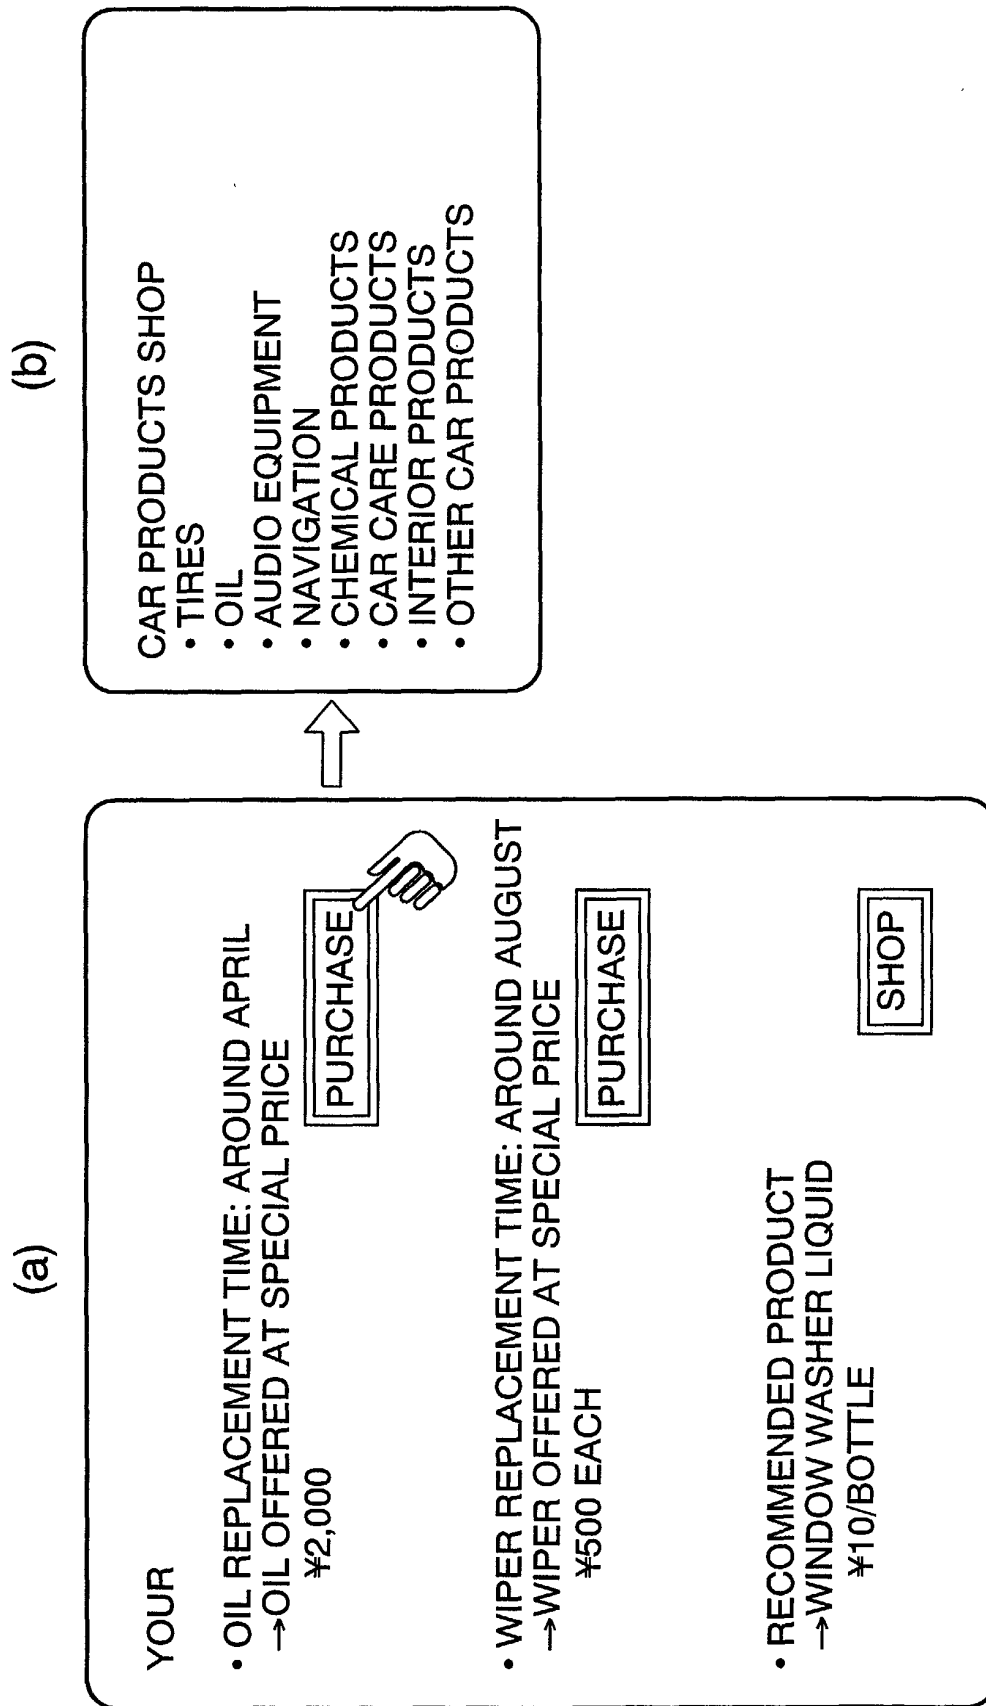 (a)
YOUR
• OIL REPLACEMENT TIME: AROUND APRIL
→OIL OFFERED AT SPECIAL PRICE
¥2,000
PURCHASE
• WIPER REPLACEMENT TIME: AROUND AUGUST
→WIPER OFFERED AT SPECIAL PRICE
¥500 EACH
PURCHASE
• RECOMMENDED PRODUCT
→WINDOW WASHER LIQUID
¥10/BOTTLE
SHOP
(b)
CAR PRODUCTS SHOP
• TIRES
• OIL
• AUDIO EQUIPMENT
• NAVIGATION
• CHEMICAL PRODUCTS
• CAR CARE PRODUCTS
• INTERIOR PRODUCTS
• OTHER CAR PRODUCTS